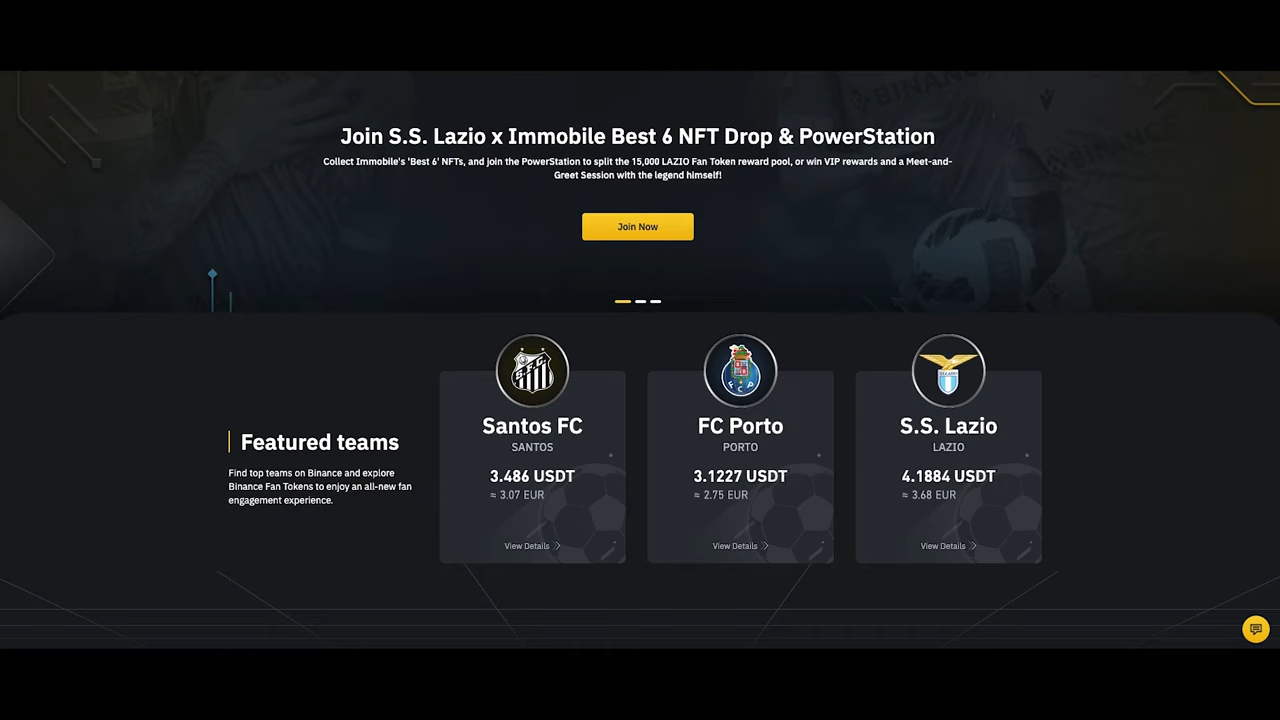 BINANCE
Join S.S. Lazio x Immobile Best 6 NFT Drop & PowerStation
Collect Immobile's 'Best 6' NFTs, and join the PowerStation to split the 15,000 LAZIO Fan Token reward pool, or win VIP rewards and a Meet-and-
Greet Session with the legend himself!
Join Now
Featured teams
Find top teams on Binance and explore
Binance Fan Tokens to enjoy an all-new fan
engagement experience.
S.F.C.
Santos FC
SANTOS
3.486 USDT
≈ 3.07 EUR
View Details
F C P
FC Porto
PORTO
3.1227 USDT
≈ 2.75 EUR
View Details
S.S. LAZIO
S.S. Lazio
LAZIO
4.1884 USDT
≈ 3.68 EUR
View Details